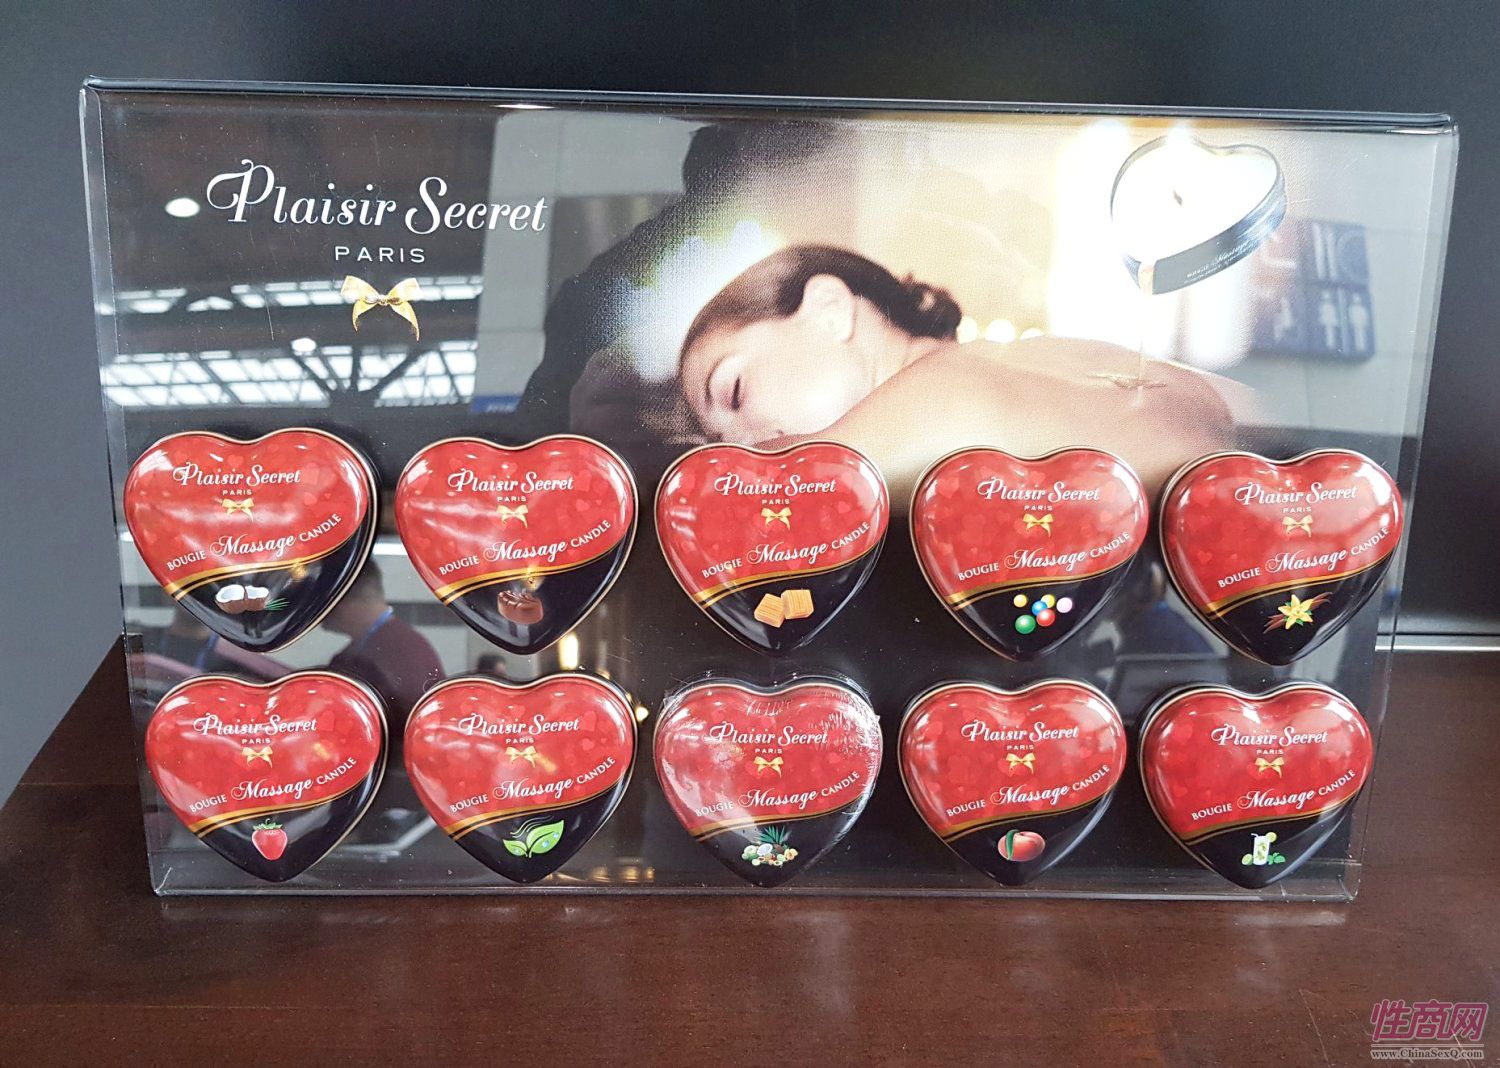 Plaisir Secret
PARIS
BOUGIE Massage
Plaisir Secret
PARIS
BOUGIE Massage CANDLE
Plaisir Secret
PARIS
BOUGIE Massage CANDLE
Plaisir Secret
PARIS
BOUGIE Massage CANDLE
Plaisir Secret
PARIS
BOUGIE Massage CANDLE
Plaisir Secret
PARIS
BOUGIE Massage CANDLE
Plaisir Secret
PARIS
BOUGIE Massage CANDLE
Plaisir Secret
PARIS
BOUGIE Massage CANDLE
Plaisir Secret
PARIS
BOUGIE Massage CANDLE
Plaisir Secret
PARIS
BOUGIE Massage CANDLE
Plaisir Secret
PARIS
BOUGIE Massage CANDLE
性商网
www.ChinaSexQ.com